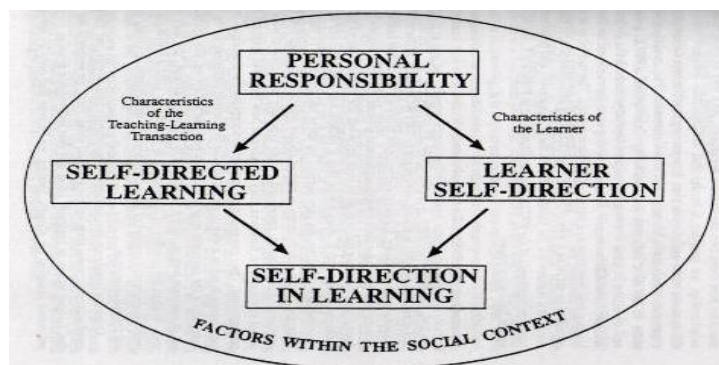 PERSONAL
RESPONSIBILITY
Characteristics
of the
Teaching-Learning
Transaction
Characteristics of
the Learner
SELF-DIRECTED
LEARNING
LEARNER
SELF-DIRECTION
SELF-DIRECTION
IN LEARNING
FACTORS WITHIN THE SOCIAL CONTEXT